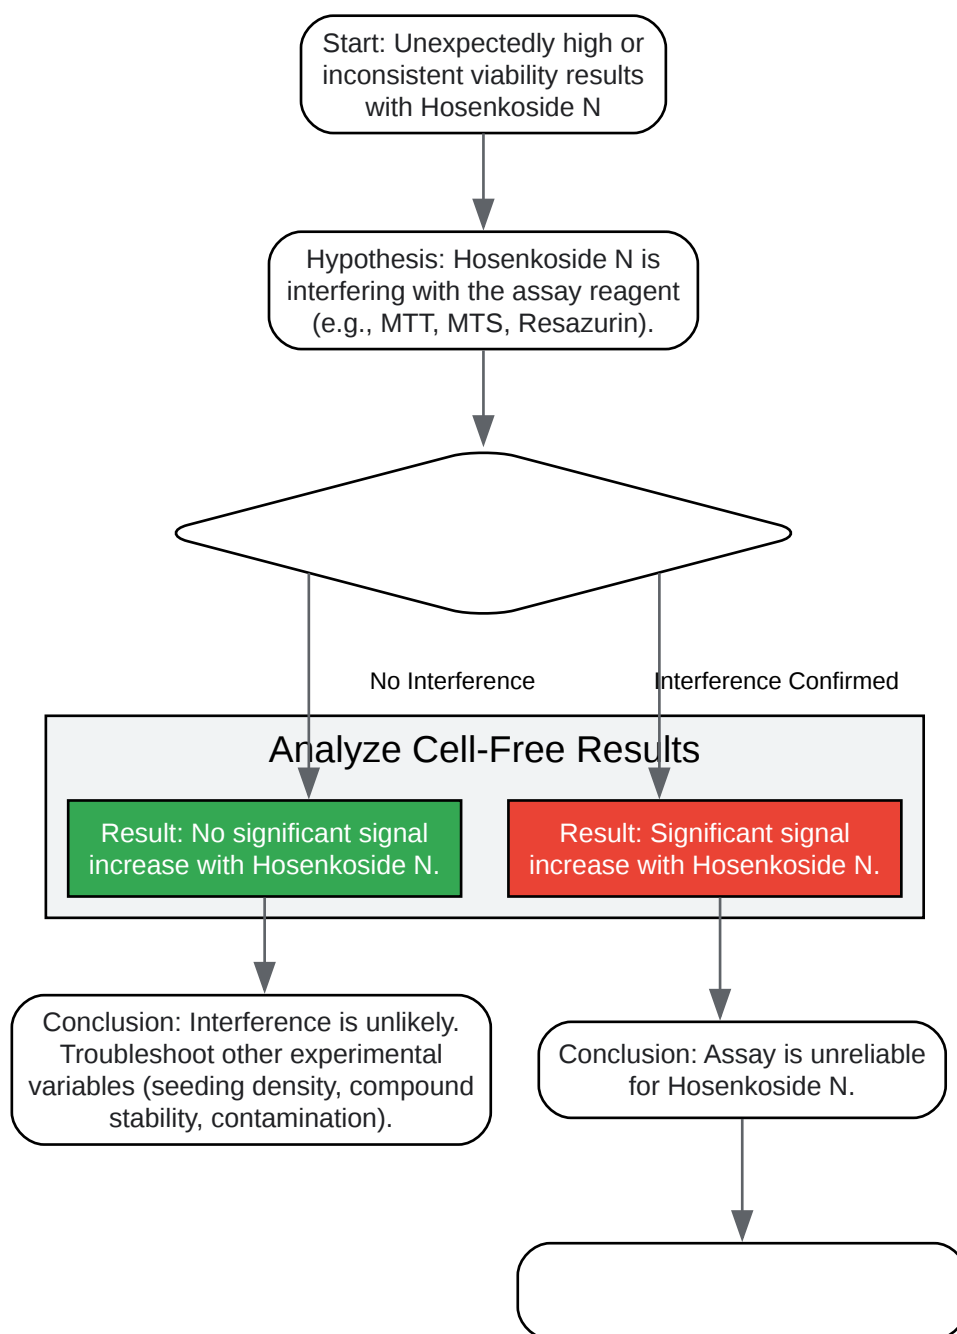 Start: Unexpectedly high or
inconsistent viability results
with Hosenkoside N
Hypothesis: Hosenkoside N is
interfering with the assay reagent
(e.g., MTT, MTS, Resazurin).
No Interference
Interference Confirmed
Analyze Cell-Free Results
Result: No significant signal
increase with Hosenkoside N.
Result: Significant signal
increase with Hosenkoside N.
Conclusion: Interference is unlikely.
Troubleshoot other experimental
variables (seeding density, compound
stability, contamination).
Conclusion: Assay is unreliable
for Hosenkoside N.